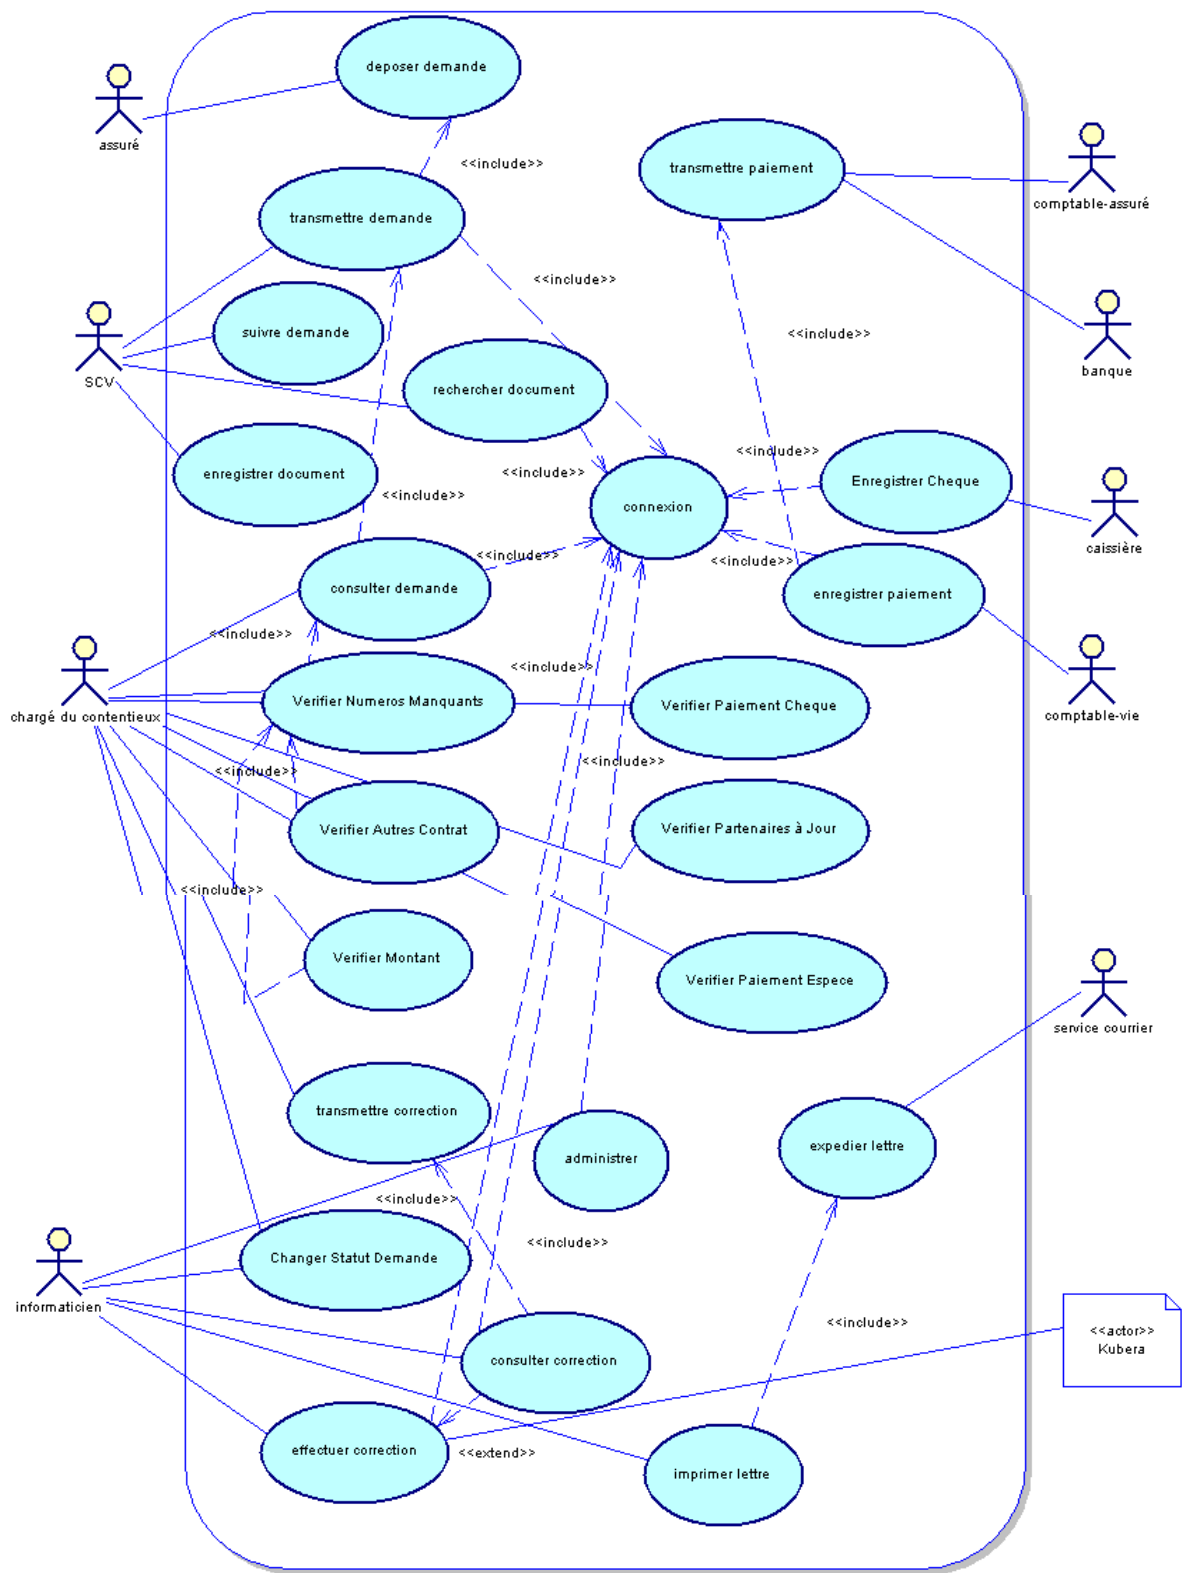 deposer demande
assuré
<<include>>
transmettre paiement
comptable-assuré
transmettre demande
<<include>>
suivre demande
<<include>>
banque
SCV
rechercher document
enregistrer document
<<include>>
<<include>>
<<include>>
Enregistrer Cheque
connexion
caissière
<<include>>
<<include>>
consulter demande
enregistrer paiement
<<include>>
<<include>>
chargé du contentieux
Verifier Numeros Manquants
Verifier Paiement Cheque
comptable-vie
<<include>>
<<include>>
Verifier Autres Contrat
Verifier Partenaires à Jour
<<include>>
Verifier Montant
Verifier Paiement Espece
service courrier
transmettre correction
administrer
expedier lettre
<<include>>
<<include>>
Changer Statut Demande
informaticien
<<include>>
<<actor>>
Kubera
consulter correction
effectuer correction
<<extend>>
imprimer lettre